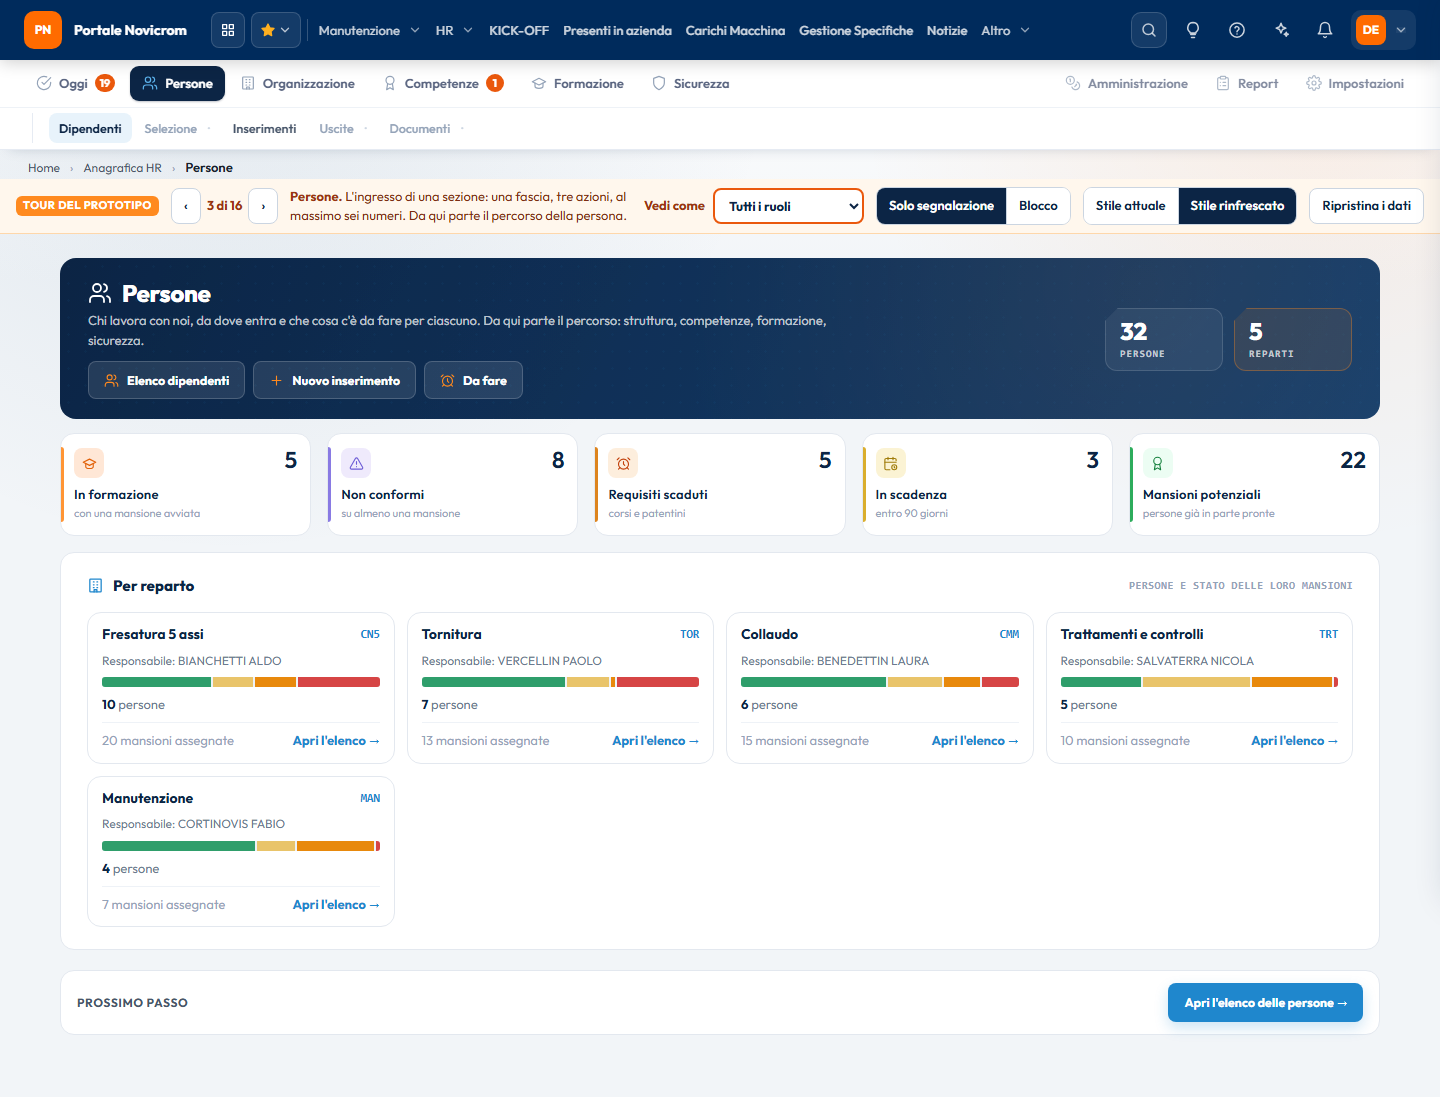 PN Portale Novicrom Manutenzione HR KICK-OFF Presenti in azienda Carichi Macchina Gestione Specifiche Notizie Altro DE
Oggi 19 Persone Organizzazione Competenze 1 Formazione Sicurezza Amministrazione Report Impostazioni
Dipendenti Selezione · Inserimenti Uscite · Documenti ·
Home › Anagrafica HR › Persone
TOUR DEL PROTOTIPO ‹ 3 di 16 › Persone. L'ingresso di una sezione: una fascia, tre azioni, al
massimo sei numeri. Da qui parte il percorso della persona.
Vedi come Tutti i ruoli Solo segnalazione Blocco Stile attuale Stile rinfrescato Ripristina i dati
Persone
Chi lavora con noi, da dove entra e che cosa c'è da fare per ciascuno. Da qui parte il percorso: struttura, competenze, formazione,
sicurezza.
Elenco dipendenti Nuovo inserimento Da fare
32
PERSONE
5
REPARTI
5
In formazione
con una mansione avviata
8
Non conformi
su almeno una mansione
5
Requisiti scaduti
corsi e patentini
3
In scadenza
entro 90 giorni
22
Mansioni potenziali
persone già in parte pronte
Per reparto PERSONE E STATO DELLE LORO MANSIONI
Fresatura 5 assi CN5
Responsabile: BIANCHETTI ALDO
10 persone
20 mansioni assegnate Apri l'elenco →
Tornitura TOR
Responsabile: VERCELLIN PAOLO
7 persone
13 mansioni assegnate Apri l'elenco →
Collaudo CMM
Responsabile: BENEDETTIN LAURA
6 persone
15 mansioni assegnate Apri l'elenco →
Trattamenti e controlli TRT
Responsabile: SALVATERRA NICOLA
5 persone
10 mansioni assegnate Apri l'elenco →
Manutenzione MAN
Responsabile: CORTINOVIS FABIO
4 persone
7 mansioni assegnate Apri l'elenco →
PROSSIMO PASSO Apri l'elenco delle persone →